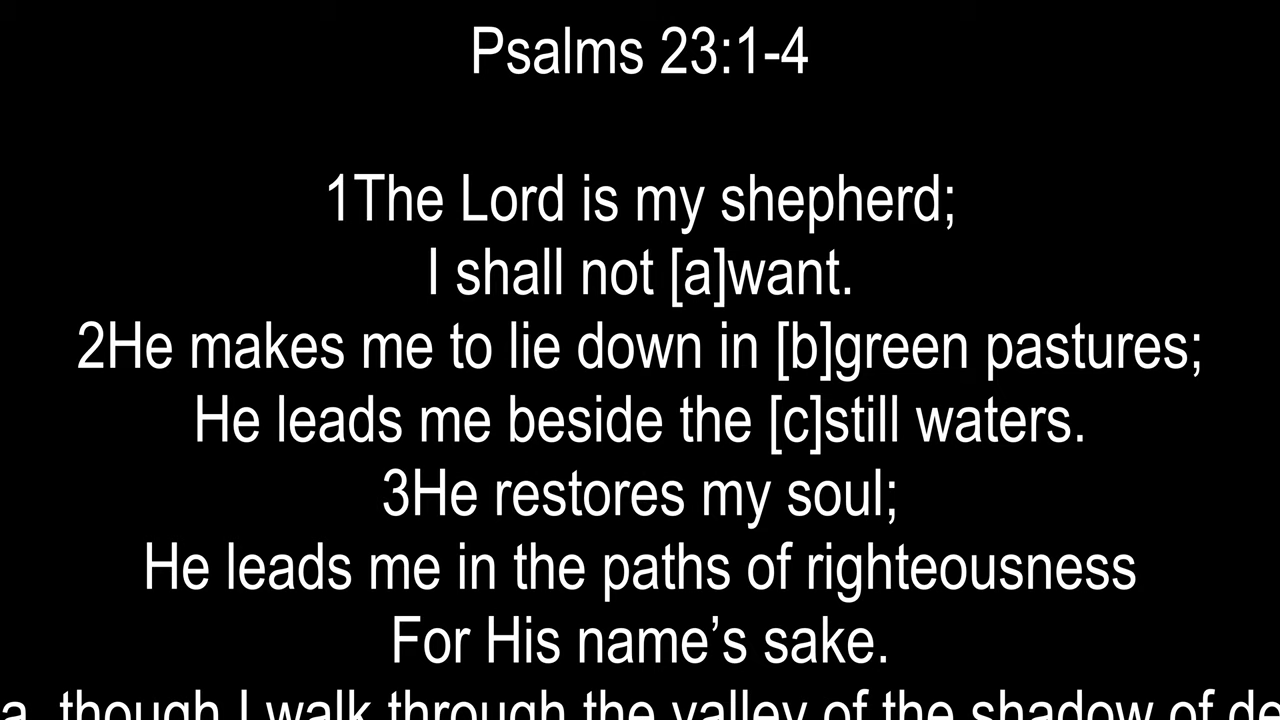 Psalms 23:1-4
1The Lord is my shepherd;
I shall not [a]want.
2He makes me to lie down in [b]green pastures;
He leads me beside the [c]still waters.
3He restores my soul;
He leads me in the paths of righteousness
For His name’s sake.
a, though I walk through the valley of the shadow of de